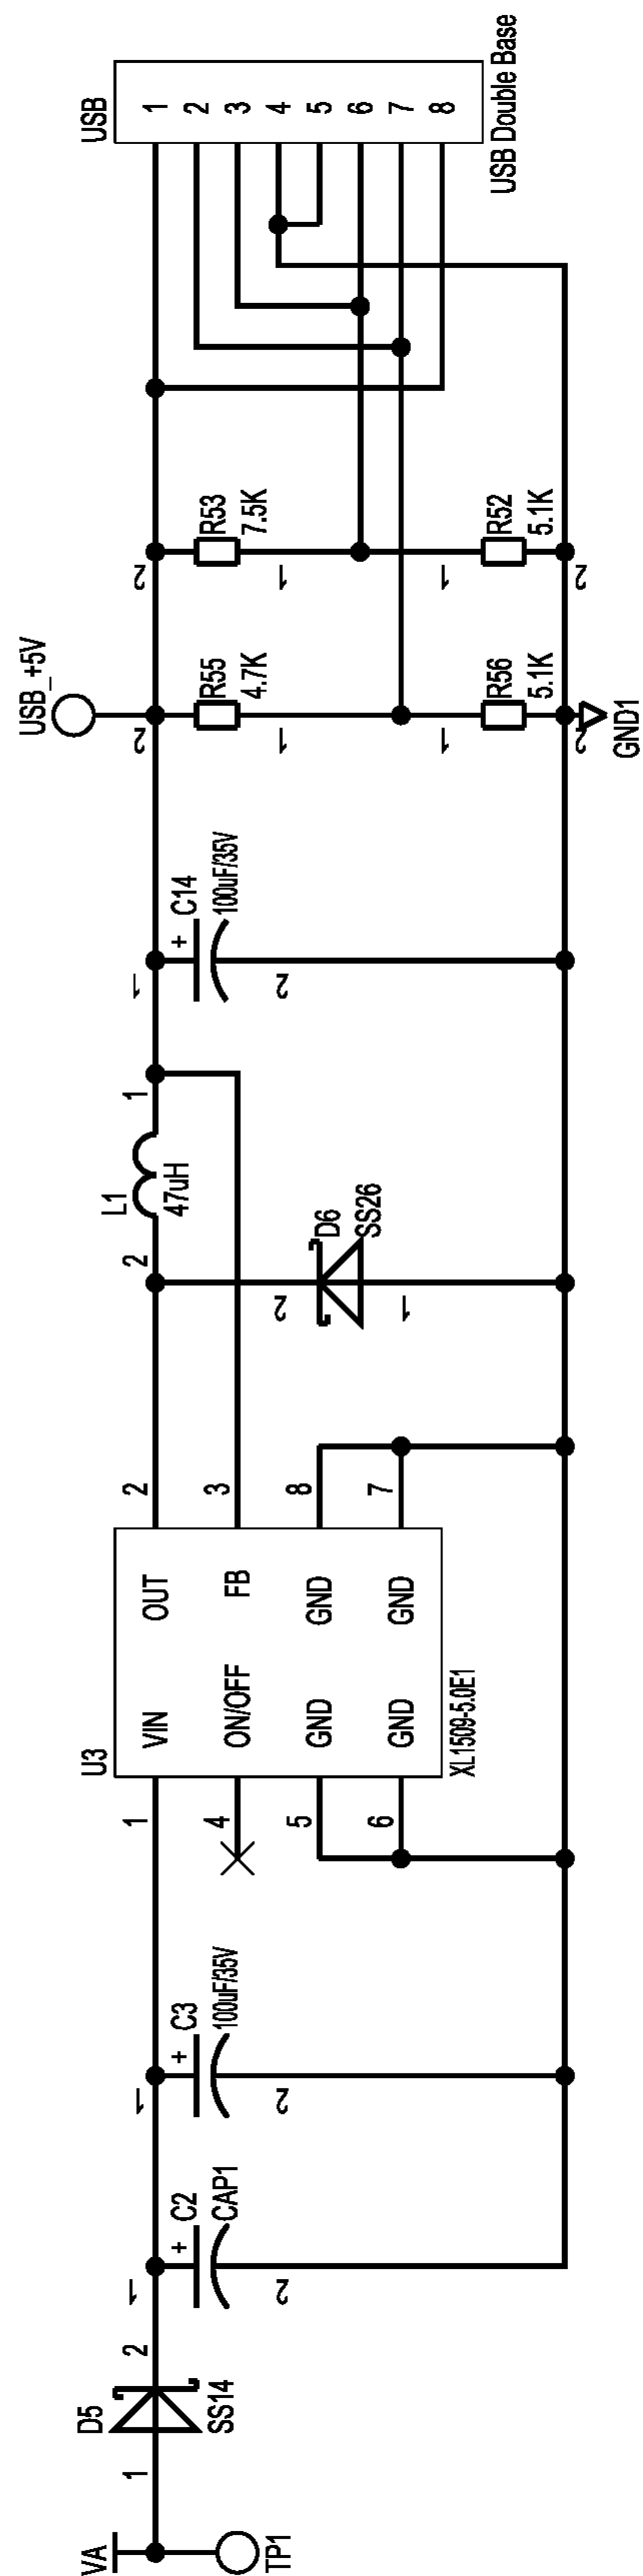 VA
TP1
D5
SS14
1
2
C2
CAP1
+
1
2
C3
100uF/35V
+
1
2
U3
XL1509-5.0E1
VIN
OUT
ON/OFF
FB
GND
GND
GND
GND
1
4
5
6
2
3
8
7
D6
SS26
2
1
L1
47uH
2
1
C14
100uF/35V
+
1
2
USB_+5V
R55
4.7K
2
1
R56
5.1K
1
2
GND1
R53
7.5K
2
1
R52
5.1K
1
2
USB
1
2
3
4
5
6
7
8
USB Double Base